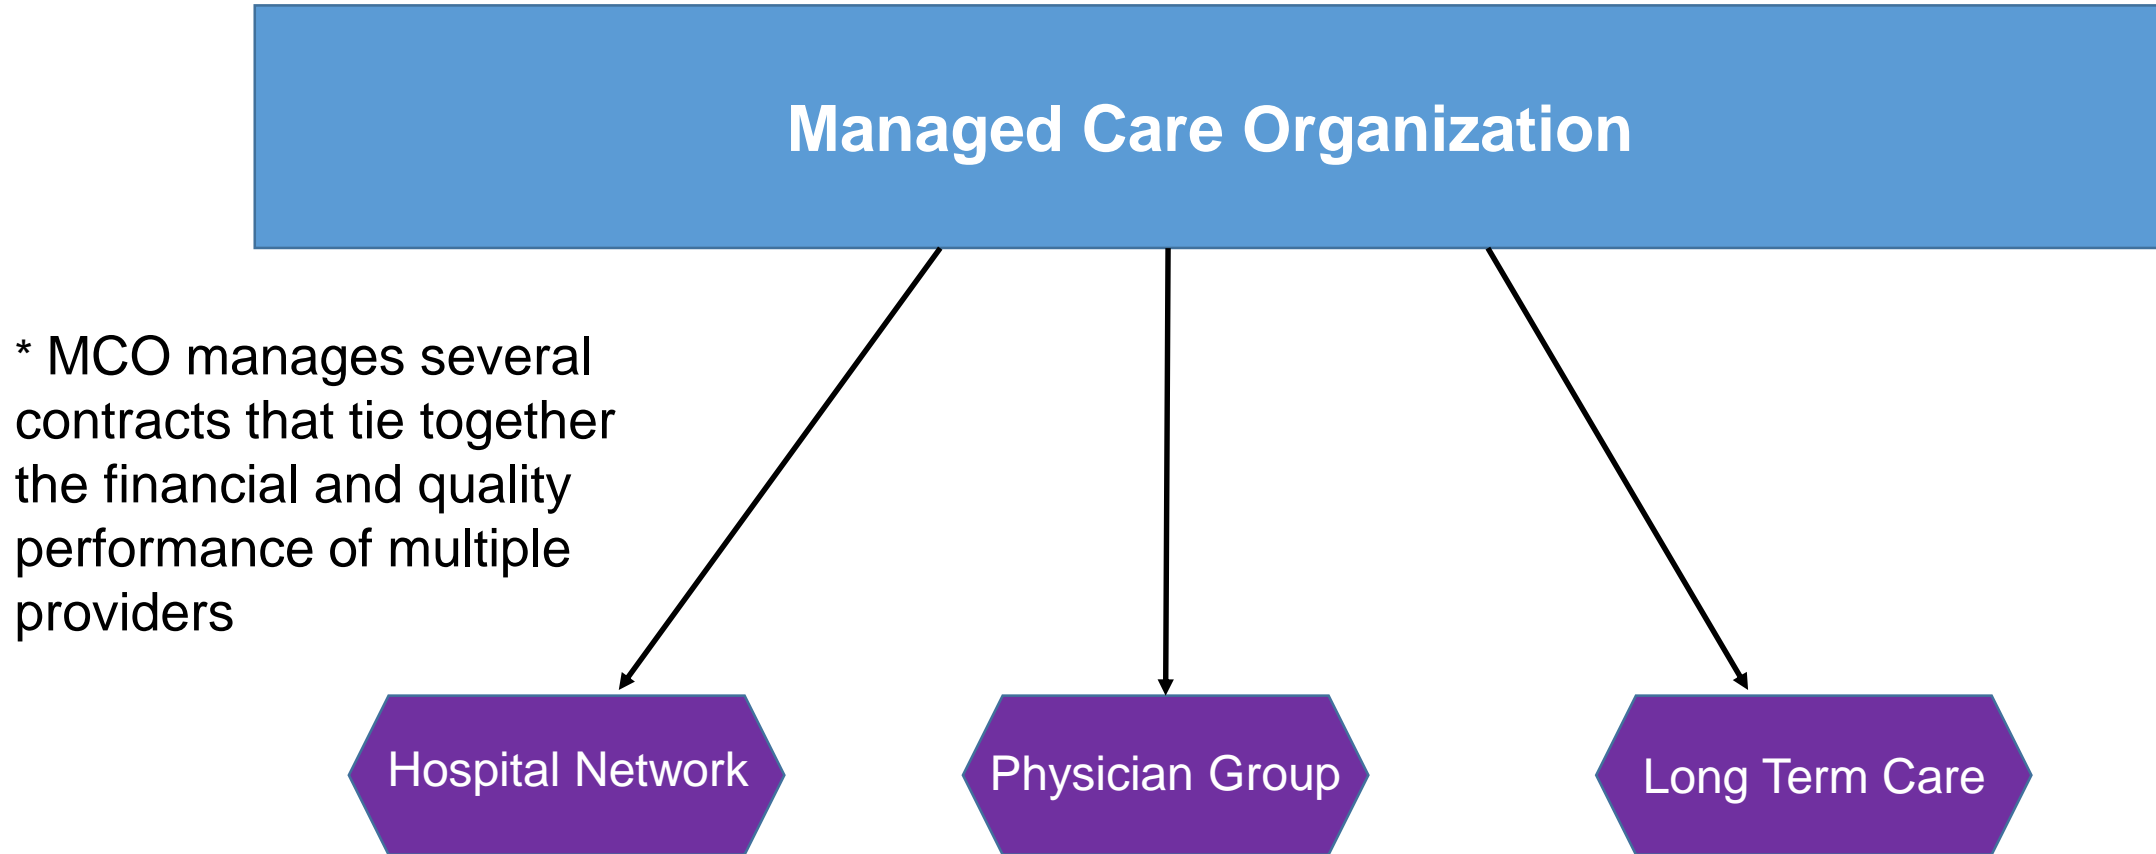 Managed Care Organization
* MCO manages several
contracts that tie together
the financial and quality
performance of multiple
providers
Hospital Network
Physician Group
Long Term Care